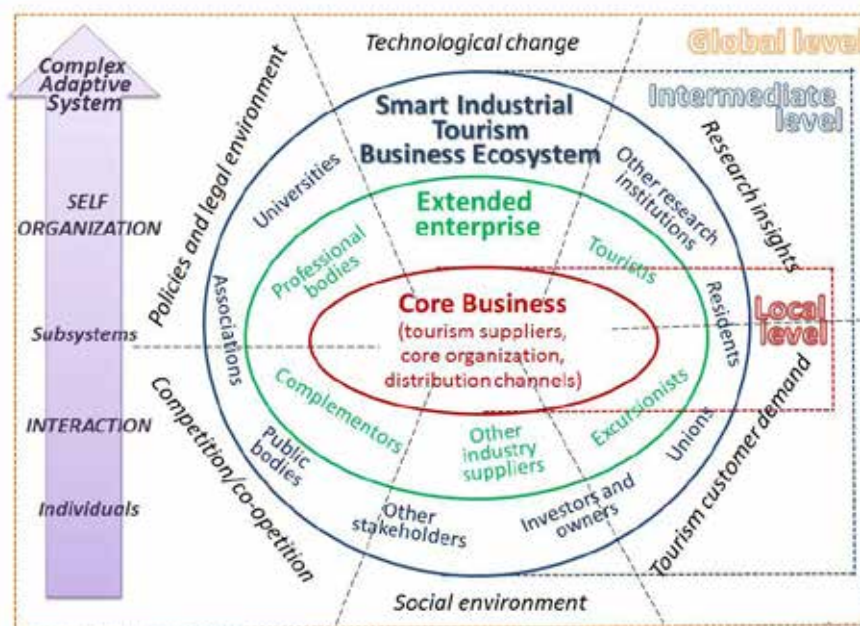 Complex
Adaptive
System
SELF
ORGANIZATION
Subsystems
INTERACTION
Individuals
Technological change
Global level
Intermediate
level
Local
level
Policies and legal environment
Research insights
Competition/co-opetition
Tourism customer demand
Social environment
Smart Industrial
Tourism
Business Ecosystem
Universities
Other research
institutions
Associations
Residents
Public
bodies
Unions
Other
stakeholders
Investors and
owners
Extended
enterprise
Professional
bodies
Touristis
Complementors
Other
industry
suppliers
Excursionists
Core Business
(tourism suppliers,
core organization,
distribution channels)